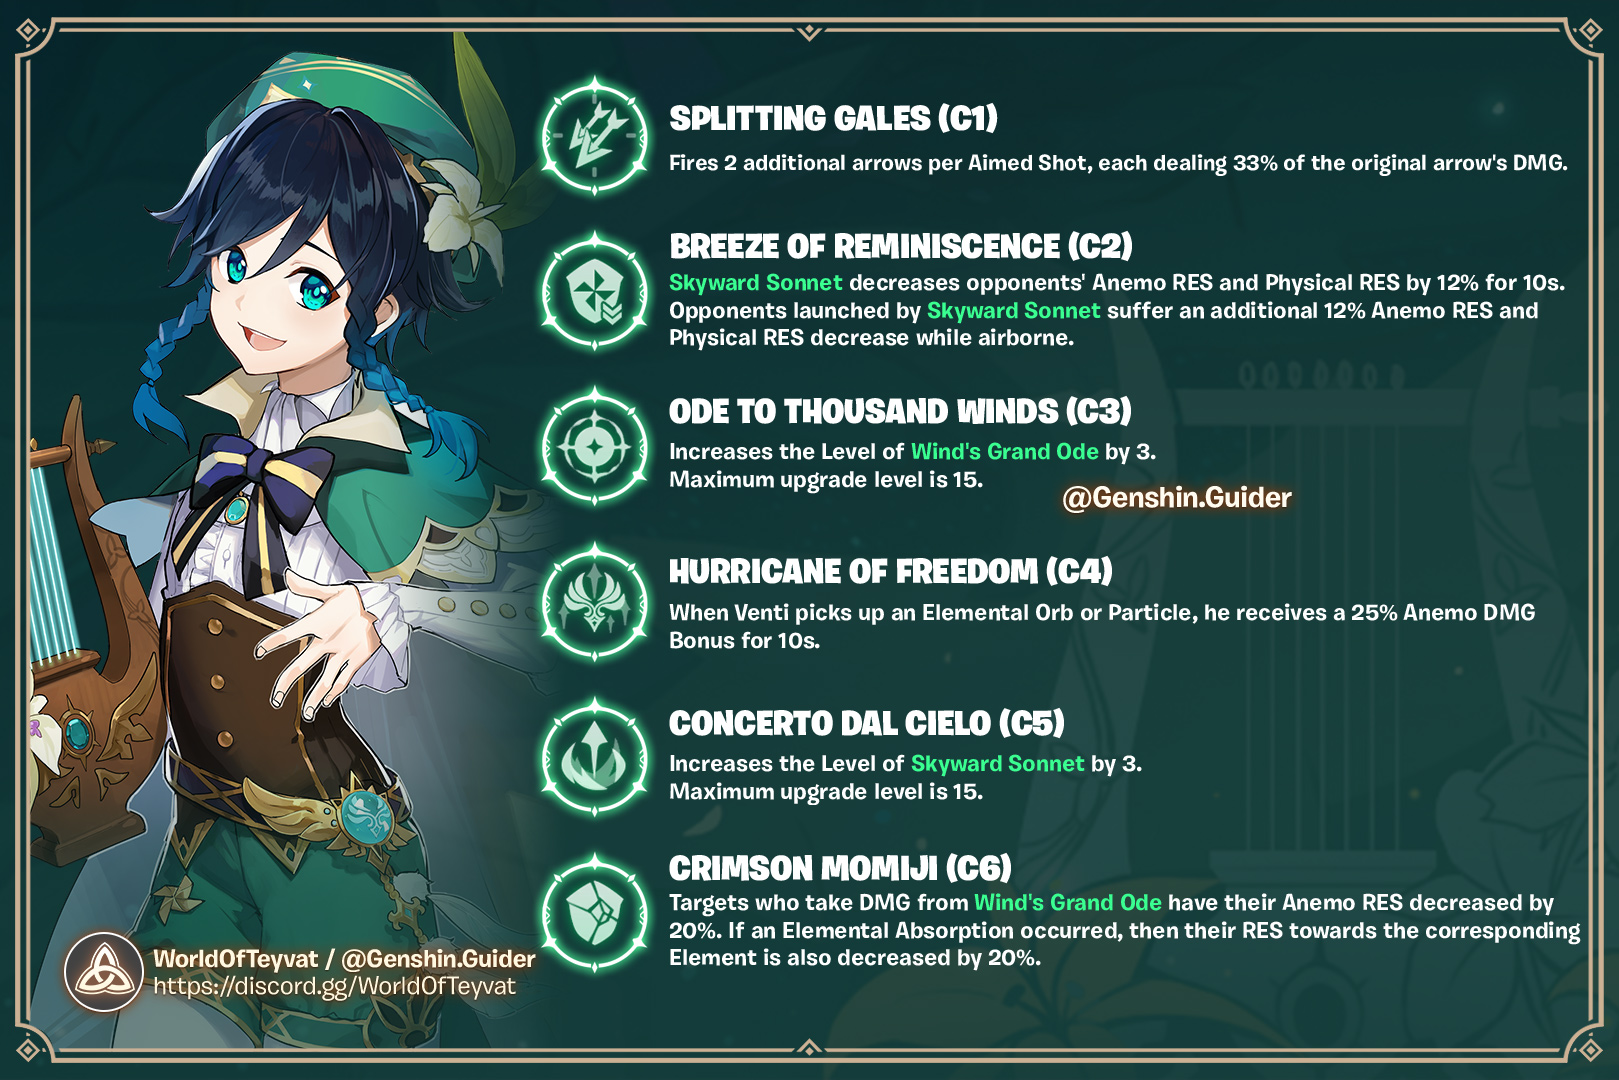 SPLITTING GALES (C1)
Fires 2 additional arrows per Aimed Shot, each dealing 33% of the original arrow's DMG.
BREEZE OF REMINISCENCE (C2)
Skyward Sonnet decreases opponents' Anemo RES and Physical RES by 12% for 10s.
Opponents launched by Skyward Sonnet suffer an additional 12% Anemo RES and
Physical RES decrease while airborne.
ODE TO THOUSAND WINDS (C3)
Increases the Level of Wind's Grand Ode by 3.
Maximum upgrade level is 15.
@Genshin.Guider
HURRICANE OF FREEDOM (C4)
When Venti picks up an Elemental Orb or Particle, he receives a 25% Anemo DMG
Bonus for 10s.
CONCERTO DAL CIELO (C5)
Increases the Level of Skyward Sonnet by 3.
Maximum upgrade level is 15.
CRIMSON MOMIJI (C6)
Targets who take DMG from Wind's Grand Ode have their Anemo RES decreased by
20%. If an Elemental Absorption occurred, then their RES towards the corresponding
Element is also decreased by 20%.
WorldOfTeyvat / @Genshin.Guider
https://discord.gg/WorldOfTeyvat